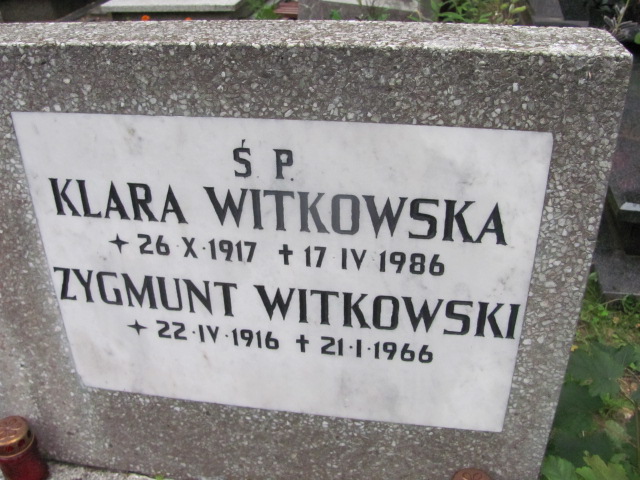 Ś. P.
KLARA WITKOWSKA
✦ 26·X·1917 ✝ 17 IV 1986
ZYGMUNT WITKOWSKI
✦ 22·IV·1916 ✝ 21·I·1966